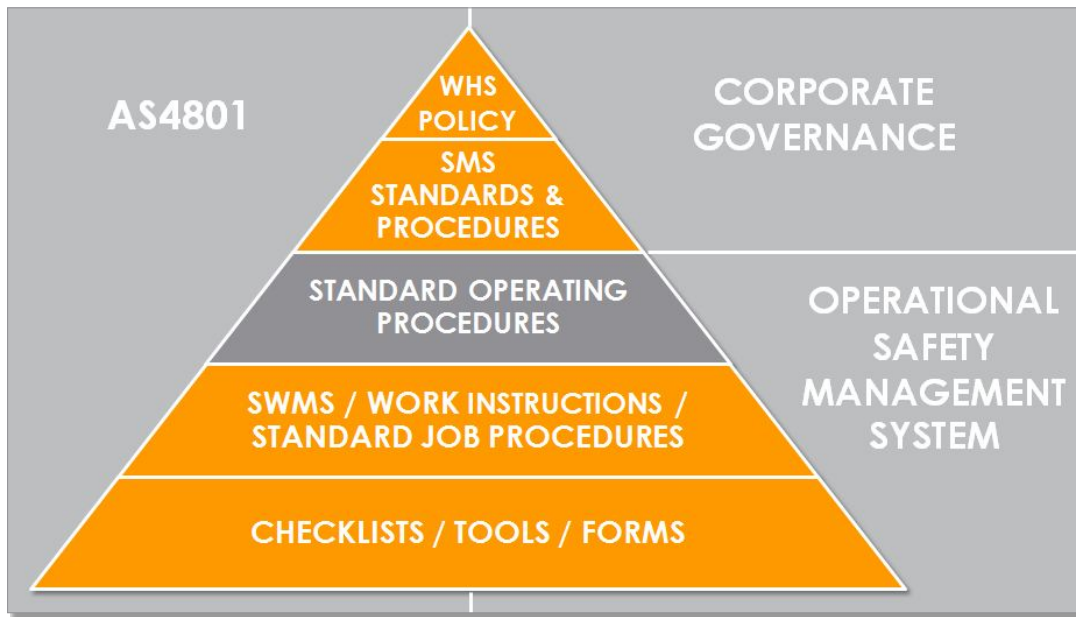 AS4801
WHS
POLICY
CORPORATE
GOVERNANCE
SMS
STANDARDS &
PROCEDURES
STANDARD OPERATING
PROCEDURES
OPERATIONAL
SAFETY
MANAGEMENT
SYSTEM
SWMS / WORK INSTRUCTIONS /
STANDARD JOB PROCEDURES
CHECKLISTS / TOOLS / FORMS